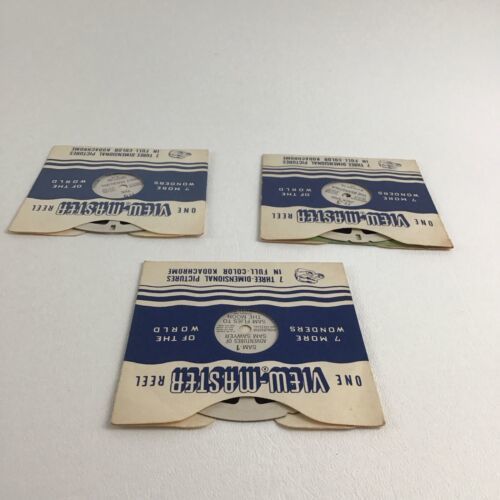 ONE VIEW-MASTER REEL
7 MORE WONDERS
OF THE WORLD
7 THREE-DIMENSIONAL PICTURES
IN FULL-COLOR KODACHROME
ONE VIEW-MASTER REEL
7 MORE WONDERS
OF THE WORLD
7 THREE-DIMENSIONAL PICTURES
IN FULL-COLOR KODACHROME
ONE VIEW-MASTER REEL
7 MORE WONDERS
OF THE WORLD
SAM-1
ADVENTURES OF
SAM SAWYER
SAM FLIES TO
THE MOON
7 THREE-DIMENSIONAL PICTURES
IN FULL-COLOR KODACHROME